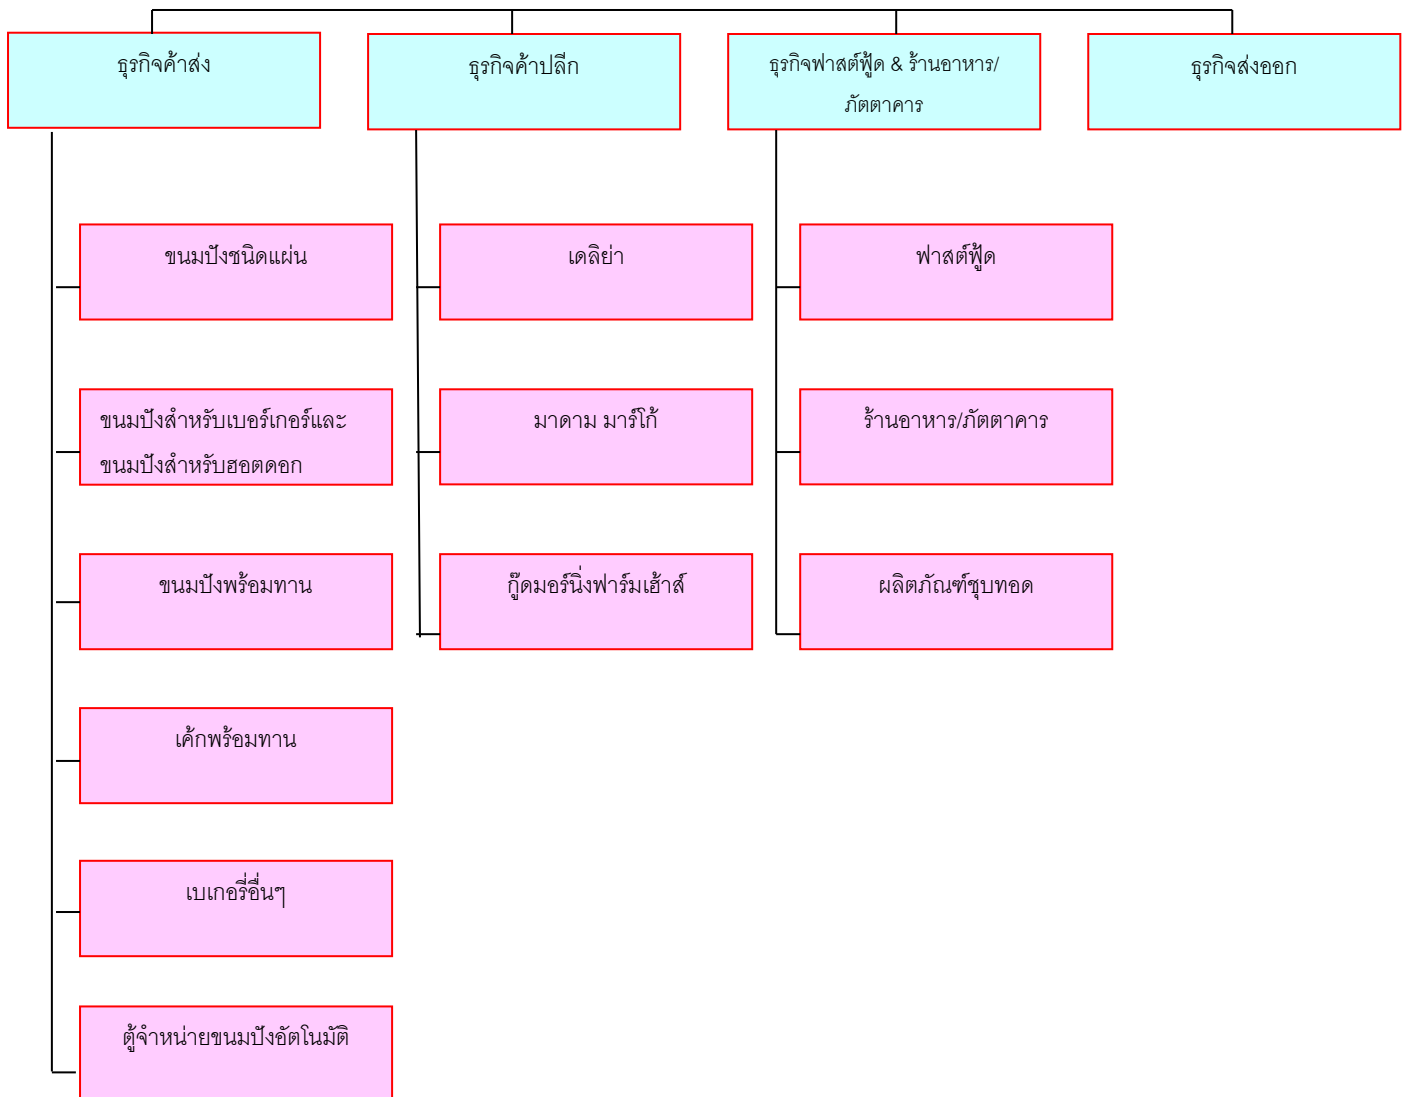 ธุรกิจค้าส่ง
ธุรกิจค้าปลีก
ธุรกิจฟาสต์ฟู้ด & ร้านอาหาร/
ภัตตาคาร
ธุรกิจส่งออก
ขนมปังชนิดแผ่น
เดลิย่า
ฟาสต์ฟู้ด
ขนมปังสำหรับเบอร์เกอร์และ
ขนมปังสำหรับฮอตดอก
มาดาม มาร์โก้
ร้านอาหาร/ภัตตาคาร
ขนมปังพร้อมทาน
กู๊ดมอร์นิ่งฟาร์มเฮ้าส์
ผลิตภัณฑ์ชุบทอด
เค้กพร้อมทาน
เบเกอรี่อื่นๆ
ตู้จำหน่ายขนมปังอัตโนมัติ